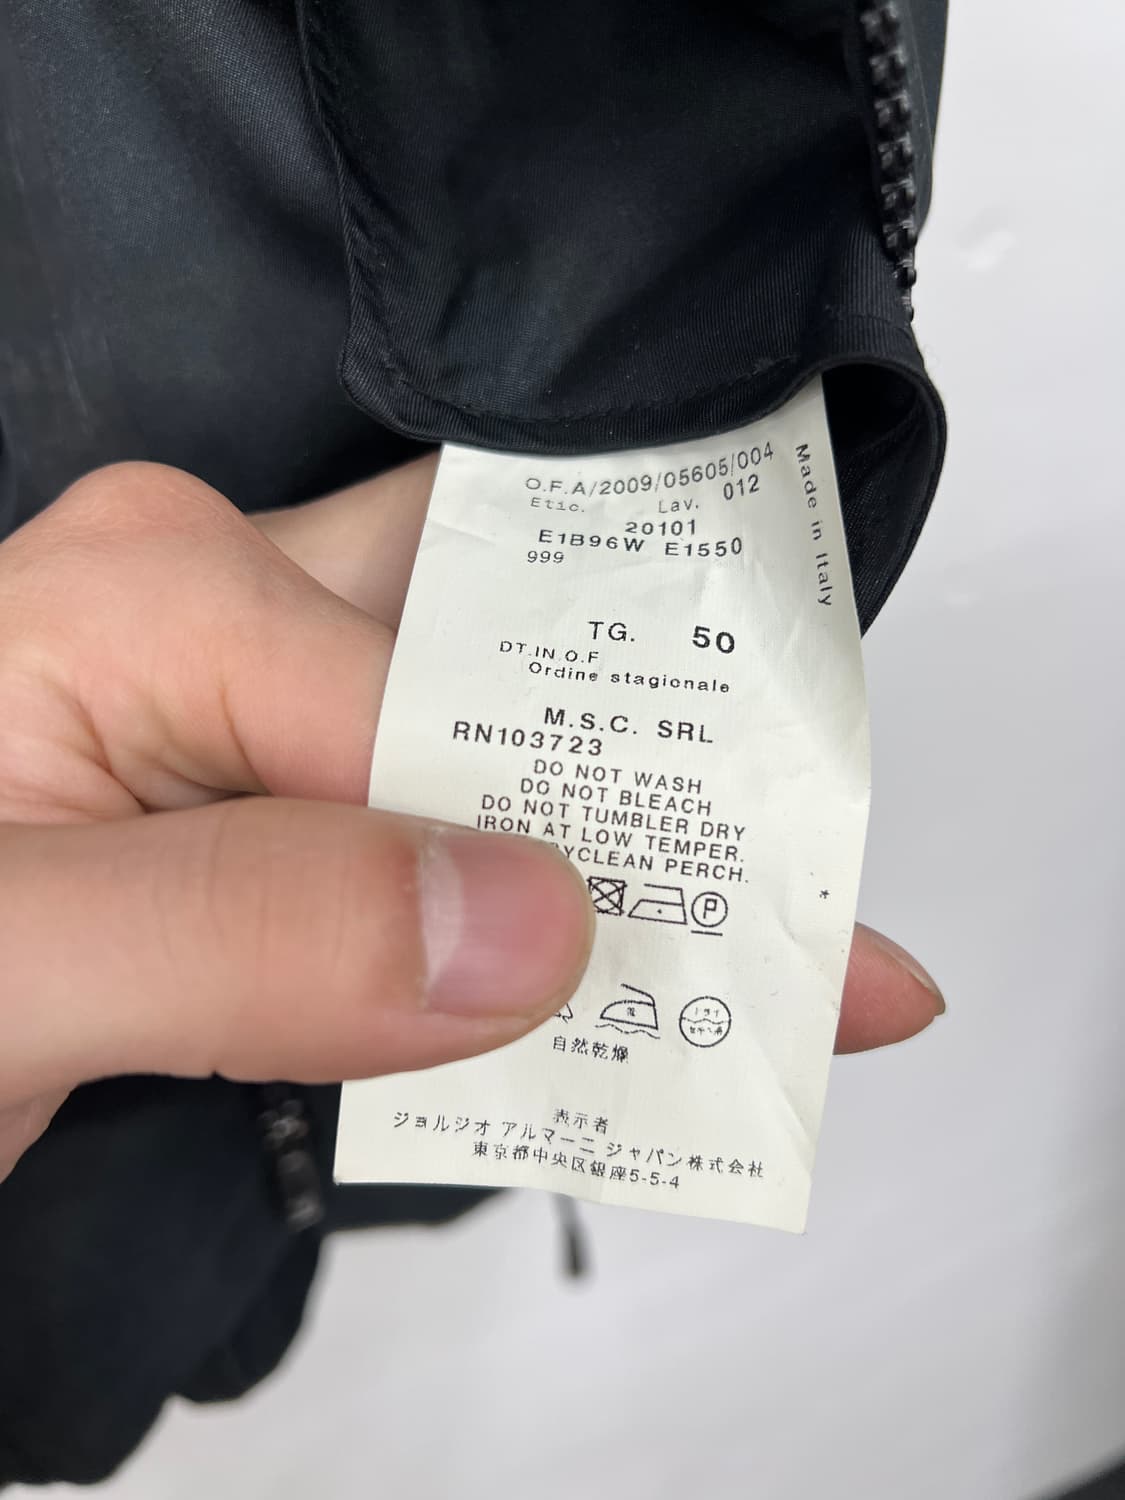 O.F.A/2009/05605/004
Etic. Lav. 012
20101
E1B96W E1550
999
Made in Italy
TG. 50
DT.IN.O.F
Ordine stagionale
M.S.C. SRL
RN103723
DO NOT WASH
DO NOT BLEACH
DO NOT TUMBLER DRY
IRON AT LOW TEMPER.
YCLEAN PERCH.
P
*
自然乾燥
表示者
ジョルジオ アルマーニ ジャパン株式会社
東京都中央区銀座5-5-4